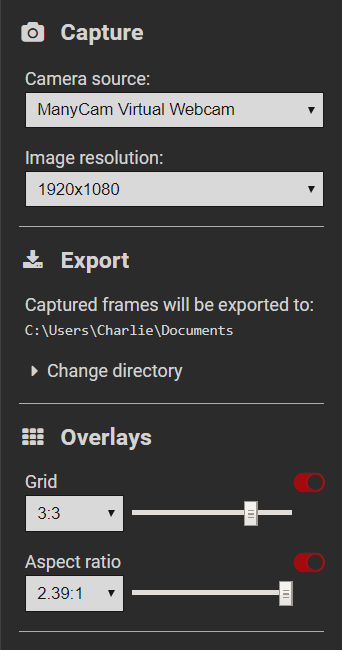 Capture
Camera source:
ManyCam Virtual Webcam
Image resolution:
1920x1080
Export
Captured frames will be exported to:
C:\Users\Charlie\Documents
Change directory
Overlays
Grid
3:3
Aspect ratio
2.39:1